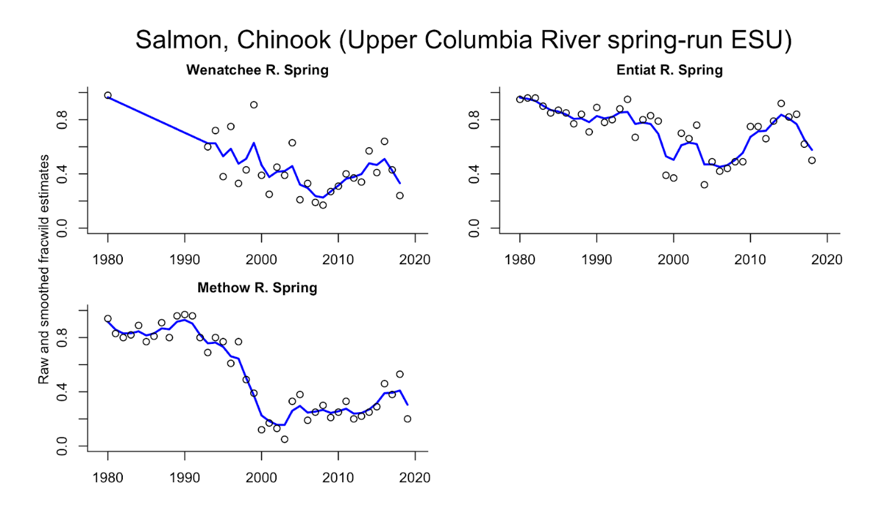 Salmon, Chinook (Upper Columbia River spring-run ESU)
Wenatchee R. Spring
Entiat R. Spring
Raw and smoothed fracwild estimates
0.8
0.4
0.0
1980 1990 2000 2010 2020
0.8
0.4
0.0
1980 1990 2000 2010 2020
Methow R. Spring
0.8
0.4
0.0
1980 1990 2000 2010 2020